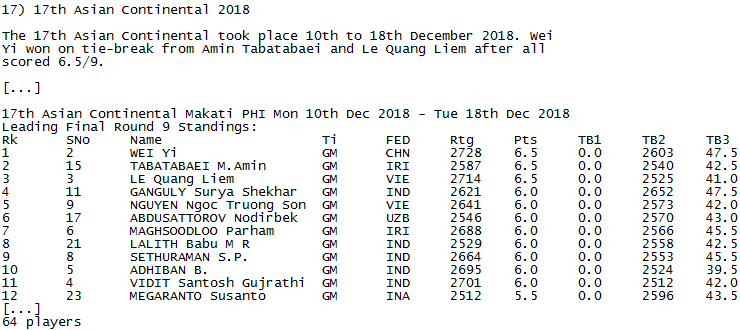 17) 17th Asian Continental 2018
The 17th Asian Continental took place 10th to 18th December 2018. Wei
Yi won on tie-break from Amin Tabatabaei and Le Quang Liem after all
scored 6.5/9.
[...]
17th Asian Continental Makati PHI Mon 10th Dec 2018 - Tue 18th Dec 2018
Leading Final Round 9 Standings:
Rk SNo Name Ti FED Rtg Pts TB1 TB2 TB3
1 2 WEI Yi GM CHN 2728 6.5 0.0 2603 47.5
2 15 TABATABAEI M.Amin GM IRI 2587 6.5 0.0 2540 42.5
3 3 LE Quang Liem GM VIE 2714 6.5 0.0 2525 41.0
4 11 GANGULY Surya Shekhar GM IND 2621 6.0 0.0 2652 47.5
5 9 NGUYEN Ngoc Truong Son GM VIE 2641 6.0 0.0 2573 42.0
6 17 ABDUSATTOROV Nodirbek GM UZB 2546 6.0 0.0 2570 43.0
7 6 MAGHSOODLOO Parham GM IRI 2688 6.0 0.0 2566 45.5
8 21 LALITH Babu M R GM IND 2529 6.0 0.0 2558 42.5
9 8 SETHURAMAN S.P. GM IND 2664 6.0 0.0 2553 45.5
10 5 ADHIBAN B. GM IND 2695 6.0 0.0 2524 39.5
11 4 VIDIT Santosh Gujrathi GM IND 2701 6.0 0.0 2512 42.0
12 23 MEGARANTO Susanto GM INA 2512 5.5 0.0 2596 43.5
[...]
64 players